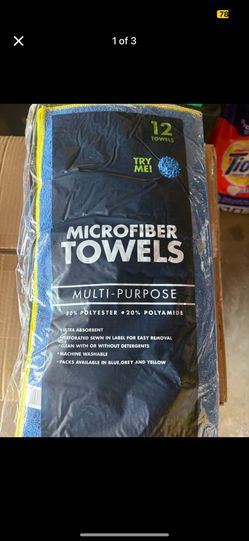 78
1 of 3
12
TOWELS
TRY
ME!
MICROFIBER
TOWELS
MULTI-PURPOSE
80% POLYESTER • 20% POLYAMIDE
• ULTRA ABSORBENT
• PERFORATED SEWN IN LABEL FOR EASY REMOVAL
• CLEAN WITH OR WITHOUT DETERGENTS
• MACHINE WASHABLE
• PACKS AVAILABLE IN BLUE, GREY AND YELLOW
Tide